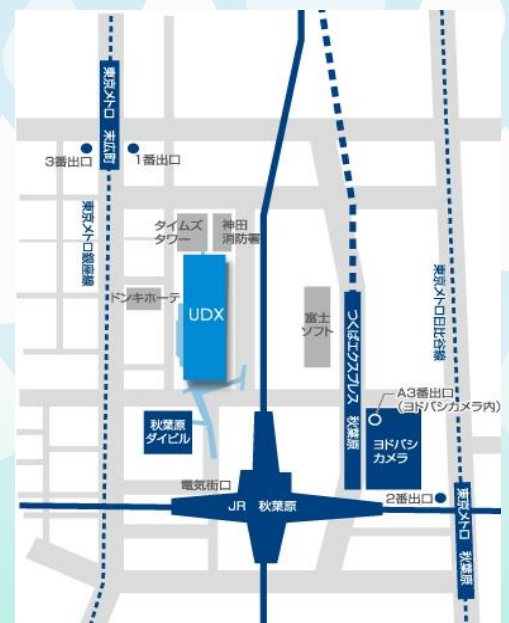 東京メトロ 末広町
3番出口
1番出口
東京メトロ銀座線
タイムズ
タワー
神田
消防署
ドンキホーテ
UDX
富士
ソフト
つくばエクスプレス 秋葉原
東京メトロ日比谷線
A3番出口
(ヨドバシカメラ内)
秋葉原
ダイビル
ヨドバシ
カメラ
電気街口
JR 秋葉原
2番出口
東京メトロ 秋葉原